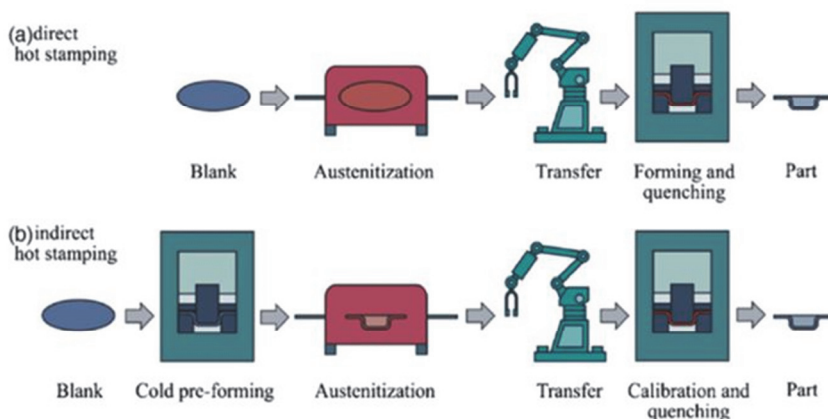 (a)direct
hot stamping
Blank
Austenitization
Transfer
Forming and
quenching
Part
(b)indirect
hot stamping
Blank
Cold pre-forming
Austenitization
Transfer
Calibration and
quenching
Part